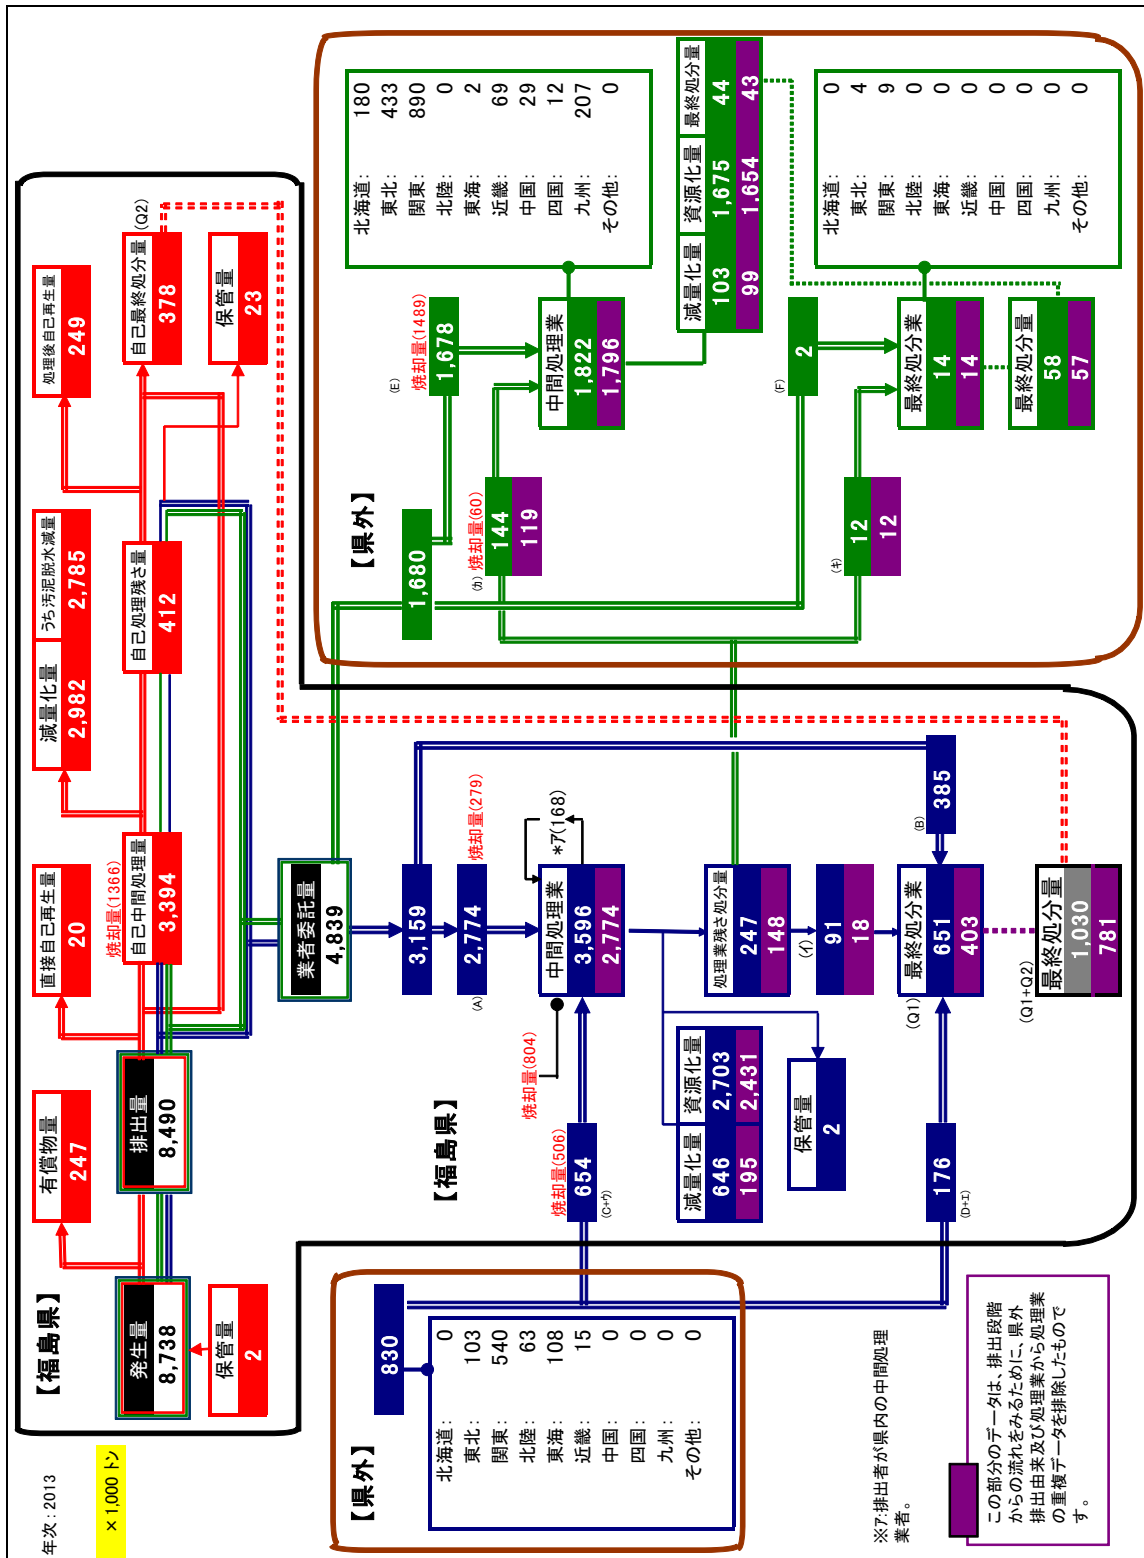 年次：2013
×1,000 トン
【福島県】
発生量
8,738
保管量
2
有償物量
247
排出量
8,490
直接自己再生量
20
焼却量(1366)
自己中間処理量
3,394
減量化量
うち汚泥脱水減量
2,982
2,785
自己処理残さ量
412
処理後自己再生量
249
自己最終処分量
(Q2)
378
保管量
23
業者委託量
4,839
【福島県】
3,159
2,774
(A)
焼却量(279)
中間処理業
3,596
2,774
*ア(168)
焼却量(804)
焼却量(506)
654
(C+ウ)
減量化量
資源化量
646
2,703
195
2,431
保管量
2
処理業残さ処分量
247
148
(イ)
91
18
(B)
385
(Q1)
最終処分業
651
403
176
(D+エ)
(Q1+Q2)
最終処分量
1,030
781
【県外】
830
北海道： 0
東北： 103
関東： 540
北陸： 63
東海： 108
近畿： 15
中国： 0
四国： 0
九州： 0
その他： 0
【県外】
1,680
(E)
焼却量(1489)
1,678
(カ)
焼却量(60)
144
119
中間処理業
1,822
1,796
北海道： 180
東北： 433
関東： 890
北陸： 0
東海： 2
近畿： 69
中国： 29
四国： 12
九州： 207
その他： 0
減量化量
資源化量
最終処分量
103
1,675
44
99
1.654
43
(F)
2
(キ)
12
12
最終処分業
14
14
北海道： 0
東北： 4
関東： 9
北陸： 0
東海： 0
近畿： 0
中国： 0
四国： 0
九州： 0
その他： 0
最終処分量
58
57
※ア:排出者が県内の中間処理
業者。
この部分のデータは、排出段階
からの流れをみるために、県外
排出由来及び処理業から処理業
の重複データを排除したもので
す。